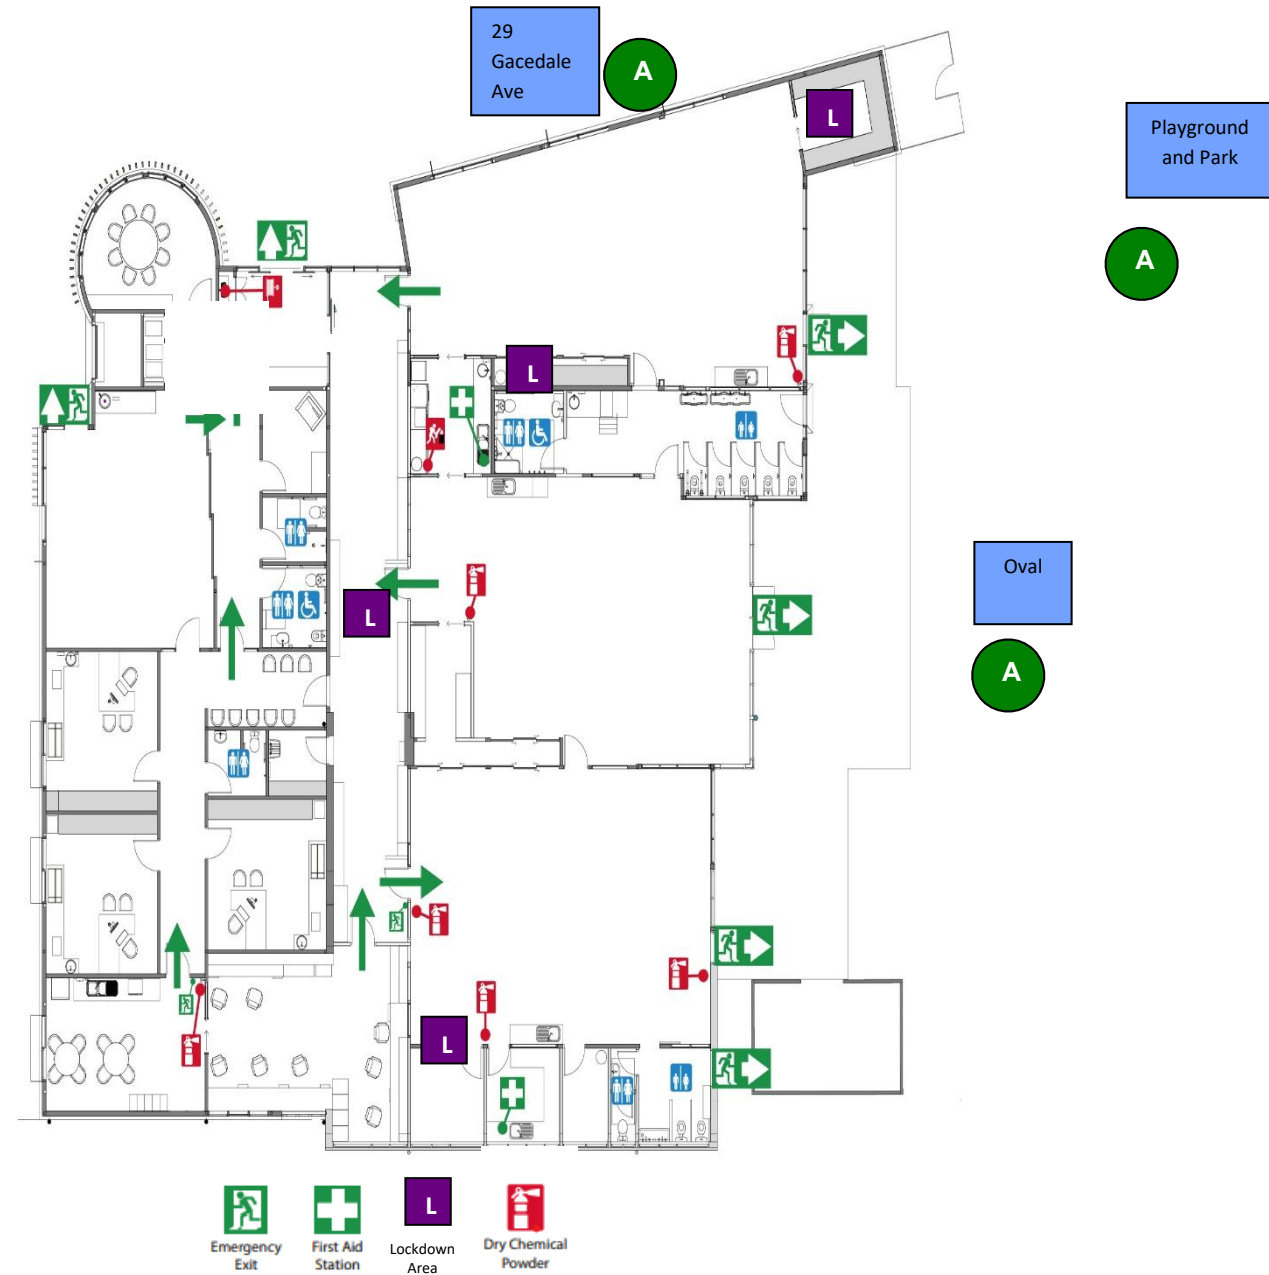 29
Gacedale
Ave
A
L
Playground
and Park
A
L
Oval
L
A
L
L
Emergency
Exit
First Aid
Station
Lockdown
Area
Dry Chemical
Powder